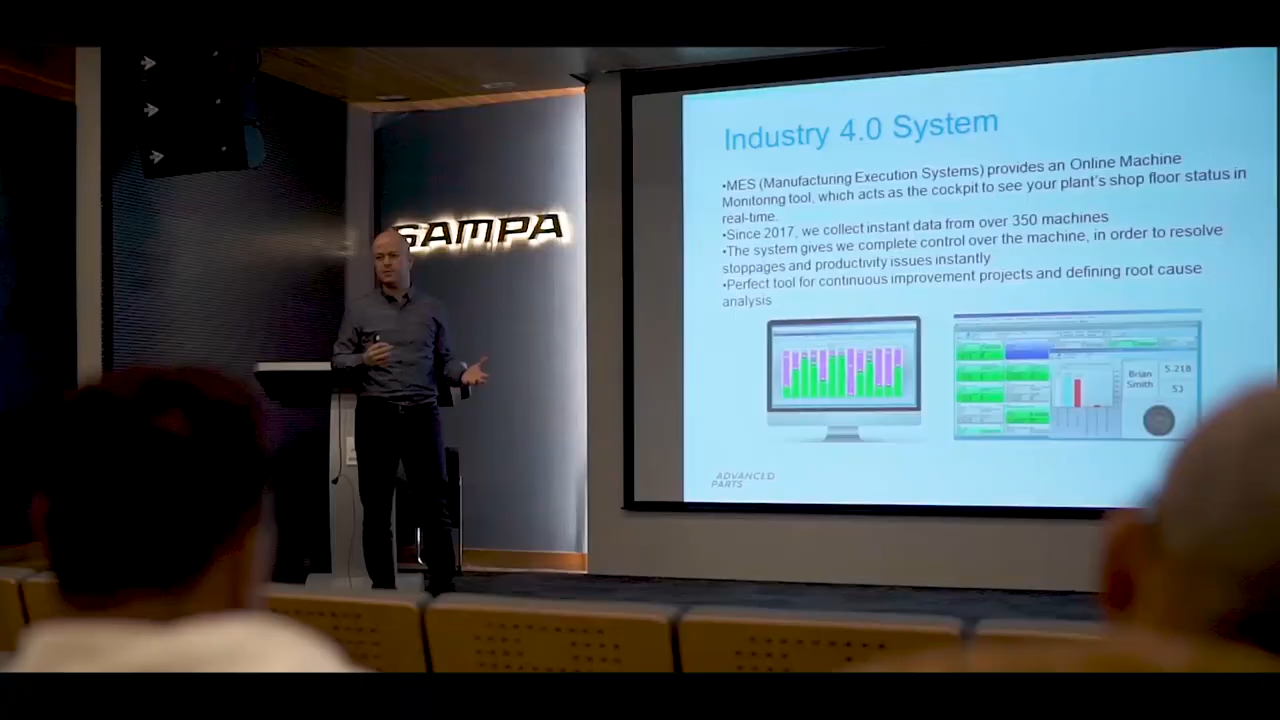 SAMPA
Industry 4.0 System
•MES (Manufacturing Execution Systems) provides an Online Machine
Monitoring tool, which acts as the cockpit to see your plant's shop floor status in
real-time.
•Since 2017, we collect instant data from over 350 machines
•The system gives we complete control over the machine, in order to resolve
stoppages and productivity issues instantly
•Perfect tool for continuous improvement projects and defining root cause
analysis
Brian
Smith
5.218
53
ADVANCED
PARTS